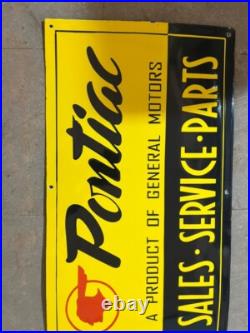 Pontiac
A PRODUCT OF GENERAL MOTORS
SALES·SERVICE·PARTS